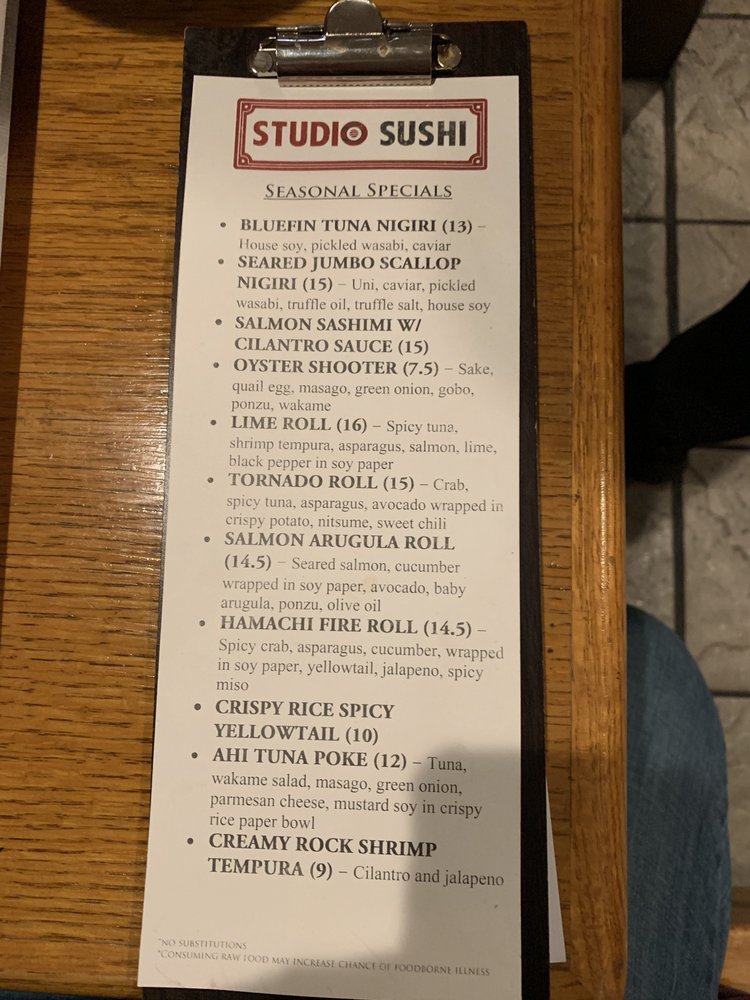 STUDIO SUSHI
SEASONAL SPECIALS
• BLUEFIN TUNA NIGIRI (13) –
House soy, pickled wasabi, caviar
• SEARED JUMBO SCALLOP
NIGIRI (15) – Uni, caviar, pickled
wasabi, truffle oil, truffle salt, house soy
• SALMON SASHIMI W/
CILANTRO SAUCE (15)
• OYSTER SHOOTER (7.5) – Sake,
quail egg, masago, green onion, gobo,
ponzu, wakame
• LIME ROLL (16) – Spicy tuna,
shrimp tempura, asparagus, salmon, lime,
black pepper in soy paper
• TORNADO ROLL (15) – Crab,
spicy tuna, asparagus, avocado wrapped in
crispy potato, nitsume, sweet chili
• SALMON ARUGULA ROLL
(14.5) – Seared salmon, cucumber
wrapped in soy paper, avocado, baby
arugula, ponzu, olive oil
• HAMACHI FIRE ROLL (14.5) –
Spicy crab, asparagus, cucumber, wrapped
in soy paper, yellowtail, jalapeno, spicy
miso
• CRISPY RICE SPICY
YELLOWTAIL (10)
• AHI TUNA POKE (12) – Tuna,
wakame salad, masago, green onion,
parmesan cheese, mustard soy in crispy
rice paper bowl
• CREAMY ROCK SHRIMP
TEMPURA (9) – Cilantro and jalapeno
*NO SUBSTITUTIONS
*CONSUMING RAW FOOD MAY INCREASE CHANCE OF FOODBORNE ILLNESS